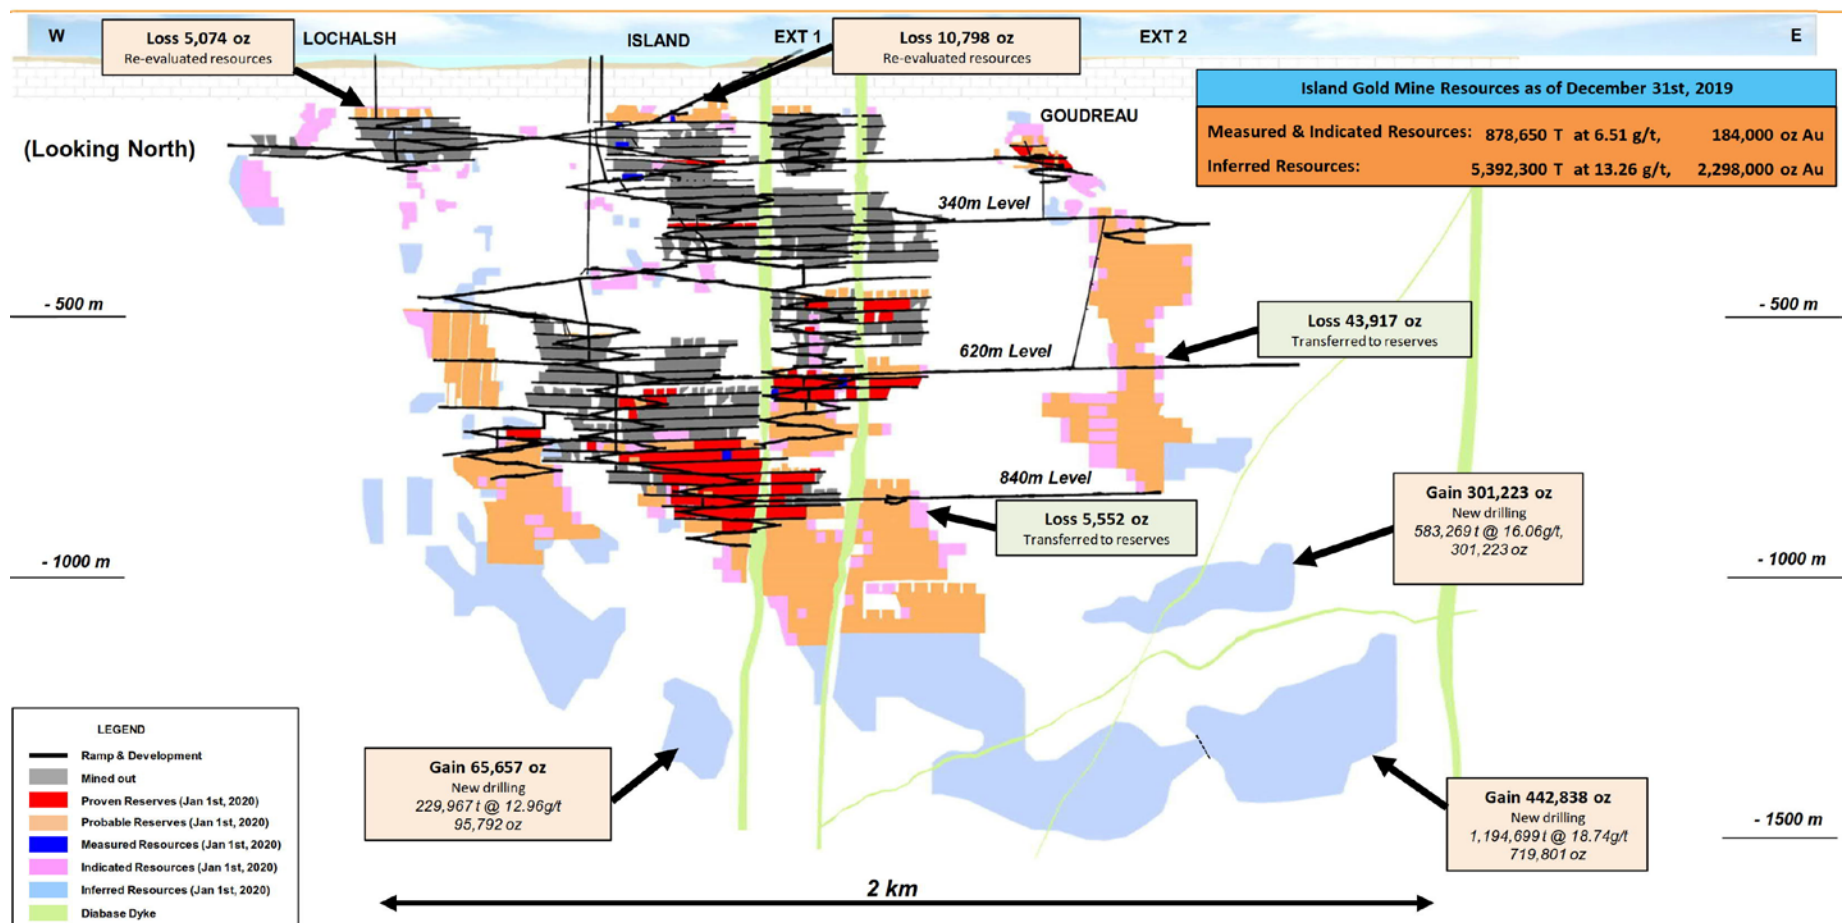 W
Loss 5,074 oz
Re-evaluated resources
LOCHALSH
ISLAND
EXT 1
Loss 10,798 oz
Re-evaluated resources
EXT 2
E
Island Gold Mine Resources as of December 31st, 2019
Measured & Indicated Resources: 878,650 T at 6.51 g/t, 184,000 oz Au
Inferred Resources: 5,392,300 T at 13.26 g/t, 2,298,000 oz Au
(Looking North)
GOUDREAU
340m Level
- 500 m
- 500 m
Loss 43,917 oz
Transferred to reserves
620m Level
840m Level
Gain 301,223 oz
New drilling
583,269 t @ 16.06g/t,
301,223 oz
Loss 5,552 oz
Transferred to reserves
- 1000 m
- 1000 m
LEGEND
Ramp & Development
Mined out
Proven Reserves (Jan 1st, 2020)
Probable Reserves (Jan 1st, 2020)
Measured Resources (Jan 1st, 2020)
Indicated Resources (Jan 1st, 2020)
Inferred Resources (Jan 1st, 2020)
Diabase Dyke
Gain 65,657 oz
New drilling
229,967 t @ 12.96g/t
95,792 oz
Gain 442,838 oz
New drilling
1,194,699 t @ 18.74g/t
719,801 oz
- 1500 m
2 km